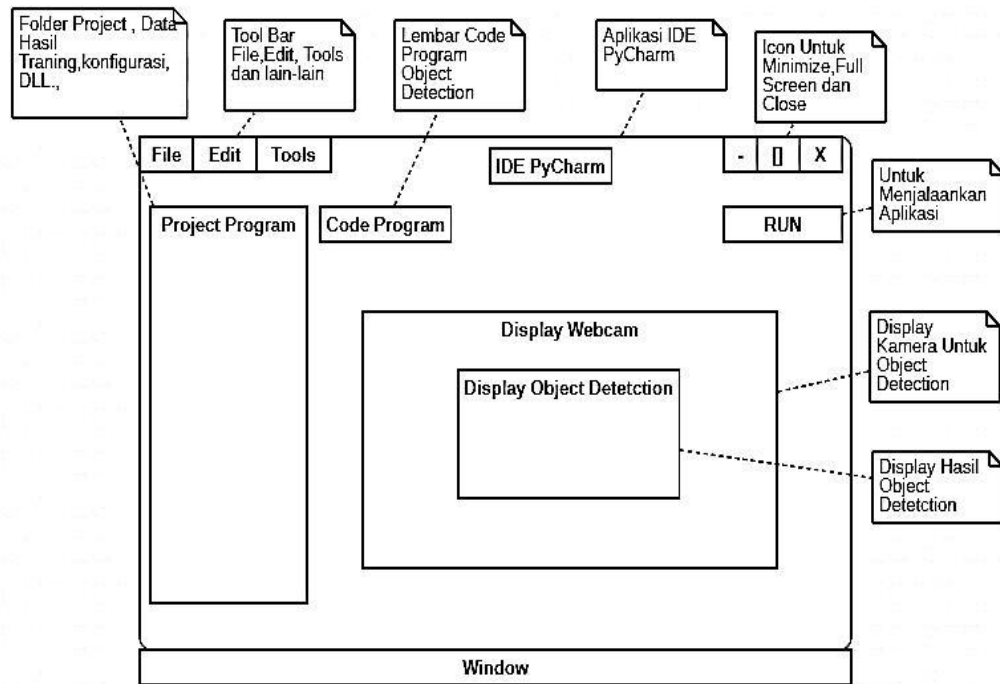 Folder Project , Data
Hasil
Traning,konfigurasi,
DLL.,
Tool Bar
File,Edit, Tools
dan lain-lain
Lembar Code
Program
Object
Detection
Aplikasi IDE
PyCharm
Icon Untuk
Minimize,Full
Screen dan
Close
File
Edit
Tools
IDE PyCharm
-
[]
X
Untuk
Menjalaankan
Aplikasi
Project Program
Code Program
RUN
Display Webcam
Display
Kamera Untuk
Object
Detection
Display Object Detetction
Display Hasil
Object
Detetction
Window